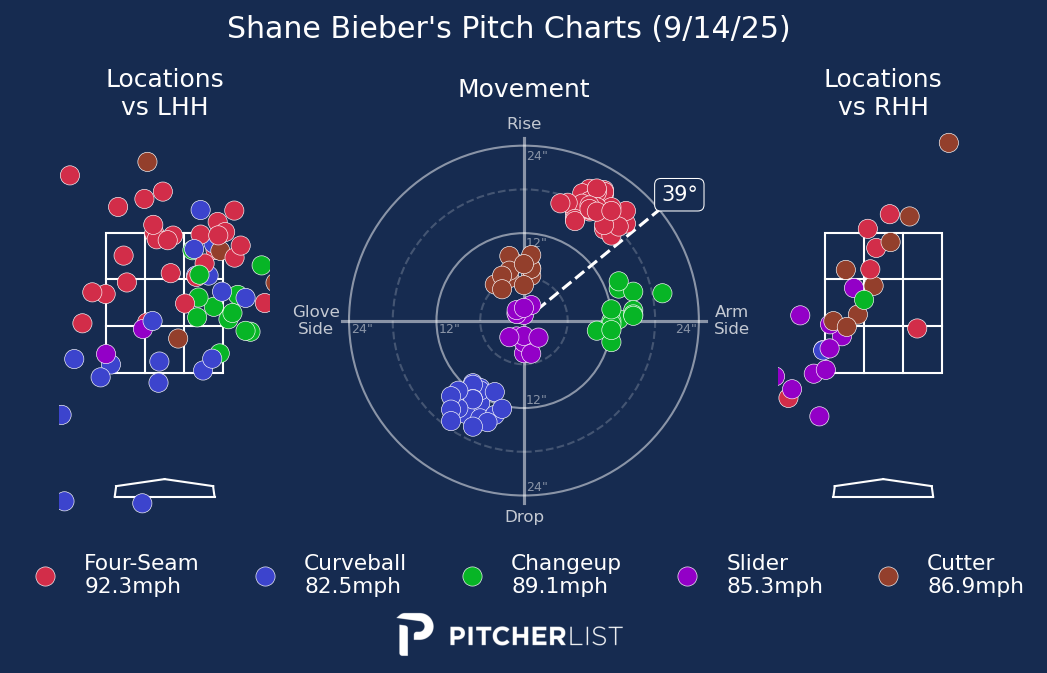 Shane Bieber's Pitch Charts (9/14/25)
Locations
vs LHH
Movement
Locations
vs RHH
Rise
24"
39°
12"
Glove
Side
24"
12"
24"
Arm
Side
12"
24"
Drop
Four-Seam
92.3mph
Curveball
82.5mph
Changeup
89.1mph
Slider
85.3mph
Cutter
86.9mph
PITCHERLIST